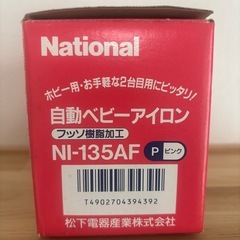 National
ホビー用・お手軽な2台目用にピッタリ!
自動ベビーアイロン
フッソ樹脂加工
NI-135AF P ピンク
T4902704394392
松下電器産業株式会社